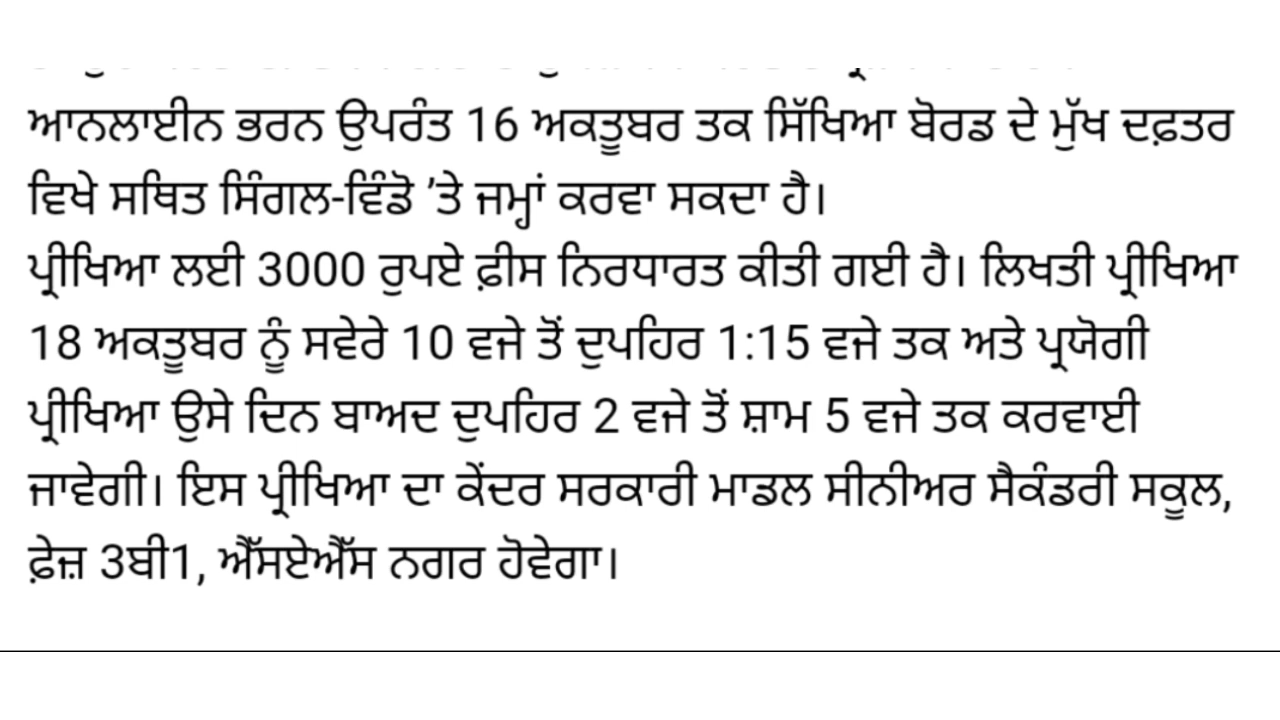 ਆਨਲਾਈਨ ਭਰਨ ਉਪਰੰਤ 16 ਅਕਤੂਬਰ ਤਕ ਸਿੱਖਿਆ ਬੋਰਡ ਦੇ ਮੁੱਖ ਦਫ਼ਤਰ
ਵਿਖੇ ਸਥਿਤ ਸਿੰਗਲ-ਵਿੰਡੋ ’ਤੇ ਜਮ੍ਹਾਂ ਕਰਵਾ ਸਕਦਾ ਹੈ।
ਪ੍ਰੀਖਿਆ ਲਈ 3000 ਰੁਪਏ ਫ਼ੀਸ ਨਿਰਧਾਰਤ ਕੀਤੀ ਗਈ ਹੈ। ਲਿਖਤੀ ਪ੍ਰੀਖਿਆ
18 ਅਕਤੂਬਰ ਨੂੰ ਸਵੇਰੇ 10 ਵਜੇ ਤੋਂ ਦੁਪਹਿਰ 1:15 ਵਜੇ ਤਕ ਅਤੇ ਪ੍ਰਯੋਗੀ
ਪ੍ਰੀਖਿਆ ਉਸੇ ਦਿਨ ਬਾਅਦ ਦੁਪਹਿਰ 2 ਵਜੇ ਤੋਂ ਸ਼ਾਮ 5 ਵਜੇ ਤਕ ਕਰਵਾਈ
ਜਾਵੇਗੀ। ਇਸ ਪ੍ਰੀਖਿਆ ਦਾ ਕੇਂਦਰ ਸਰਕਾਰੀ ਮਾਡਲ ਸੀਨੀਅਰ ਸੈਕੰਡਰੀ ਸਕੂਲ,
ਫ਼ੇਜ਼ 3ਬੀ1, ਐੱਸਏਐੱਸ ਨਗਰ ਹੋਵੇਗਾ।